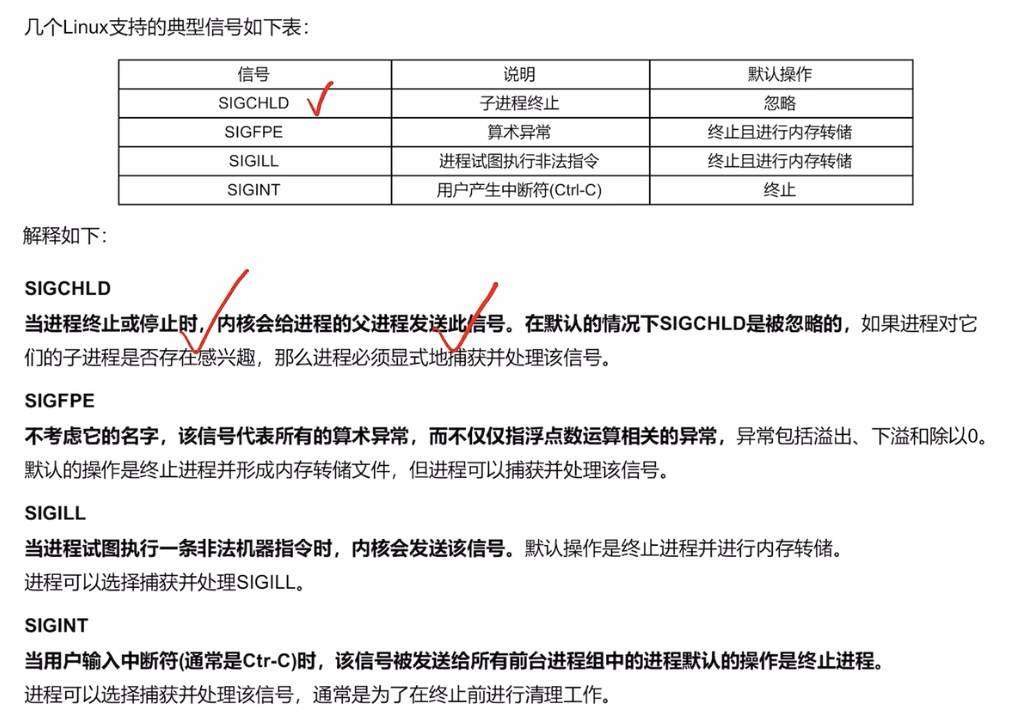 几个Linux支持的典型信号如下表：
信号 说明 默认操作
SIGCHLD 子进程终止 忽略
SIGFPE 算术异常 终止且进行内存转储
SIGILL 进程试图执行非法指令 终止且进行内存转储
SIGINT 用户产生中断符(Ctrl-C) 终止
解释如下：
SIGCHLD
当进程终止或停止时，内核会给进程的父进程发送此信号。在默认的情况下SIGCHLD是被忽略的，如果进程对它
们的子进程是否存在感兴趣，那么进程必须显式地捕获并处理该信号。
SIGFPE
不考虑它的名字，该信号代表所有的算术异常，而不仅仅指浮点数运算相关的异常，异常包括溢出、下溢和除以0。
默认的操作是终止进程并形成内存转储文件，但进程可以捕获并处理该信号。
SIGILL
当进程试图执行一条非法机器指令时，内核会发送该信号。默认操作是终止进程并进行内存转储。
进程可以选择捕获并处理SIGILL。
SIGINT
当用户输入中断符(通常是Ctr-C)时，该信号被发送给所有前台进程组中的进程默认的操作是终止进程。
进程可以选择捕获并处理该信号，通常是为了在终止前进行清理工作。